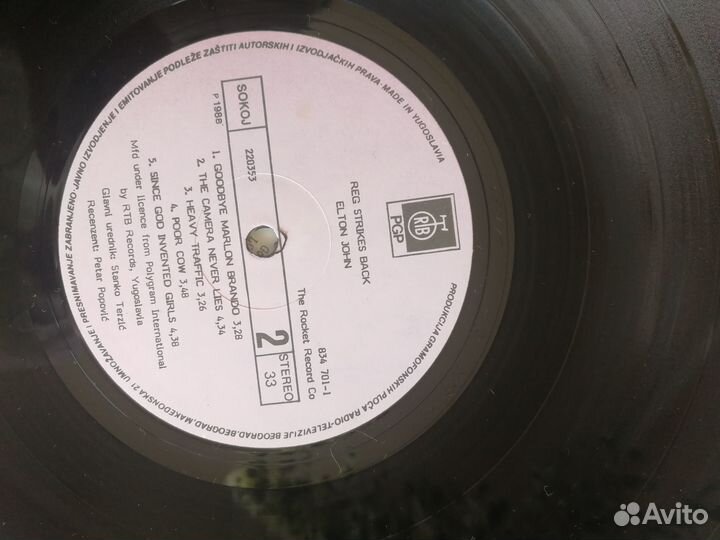 PRODUKCIJA GRAMOFONSKIH PLOČA RADIO-TELEVIZIJE BEOGRAD, BEOGRAD, MAKEDONSKA 21 UMNOŽAVANJE I PRESNIMAVANJE ZABRANJENO · JAVNO IZVODJENJE I EMITOVANJE PODLEŽE ZAŠTITI AUTORSKIH I IZVODJAČKIH PRAVA · MADE IN YUGOSLAVIA
RTB
PGP
REG STRIKES BACK
ELTON JOHN
The Rocket Record Co
834 701-1
SOKOJ
P 1988
220353
2
STEREO
33
1. GOODBYE MARLON BRANDO 3,28
2. THE CAMERA NEVER LIES 4,34
3. HEAVY TRAFFIC 3,26
4. POOR COW 3,48
5. SINCE GOD INVENTED GIRLS 4,38
Mfd under licence from Polygram International
by RTB Records, Yugoslavia
Glavni urednik: Stanko Terzić
Recenzent: Petar Popović
Avito